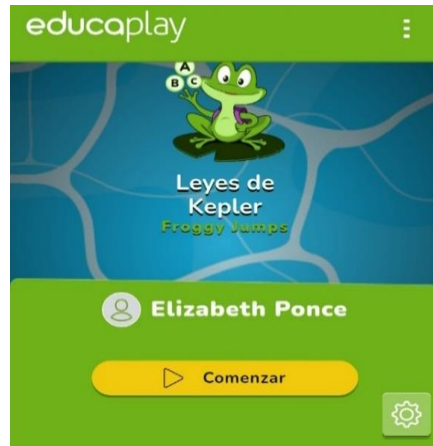 educaplay
A
B C
Leyes de
Kepler
Froggy Jumps
Elizabeth Ponce
Comenzar